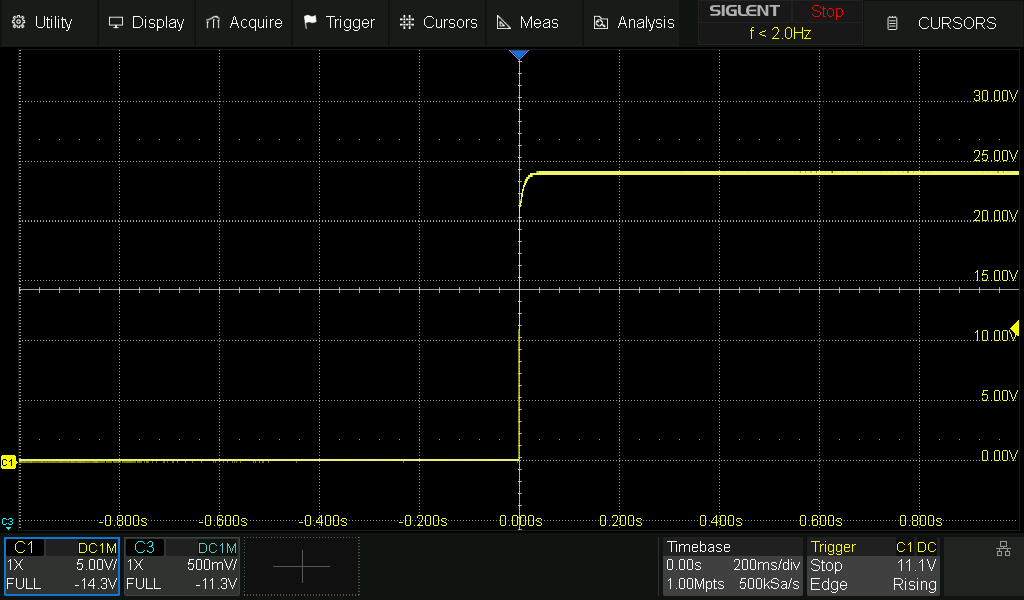 Utility Display Acquire Trigger Cursors Meas Analysis SIGLENT Stop CURSORS
f < 2.0Hz
30.00V
25.00V
20.00V
15.00V
10.00V
5.00V
C1 0.00V
C3 -0.800s -0.600s -0.400s -0.200s 0.000s 0.200s 0.400s 0.600s 0.800s
C1 DC1M C3 DC1M Timebase Trigger C1 DC
1X 5.00V/ 1X 500mV/ 0.00s 200ms/div Stop 11.1V
FULL -14.3V FULL -11.3V 1.00Mpts 500kSa/s Edge Rising